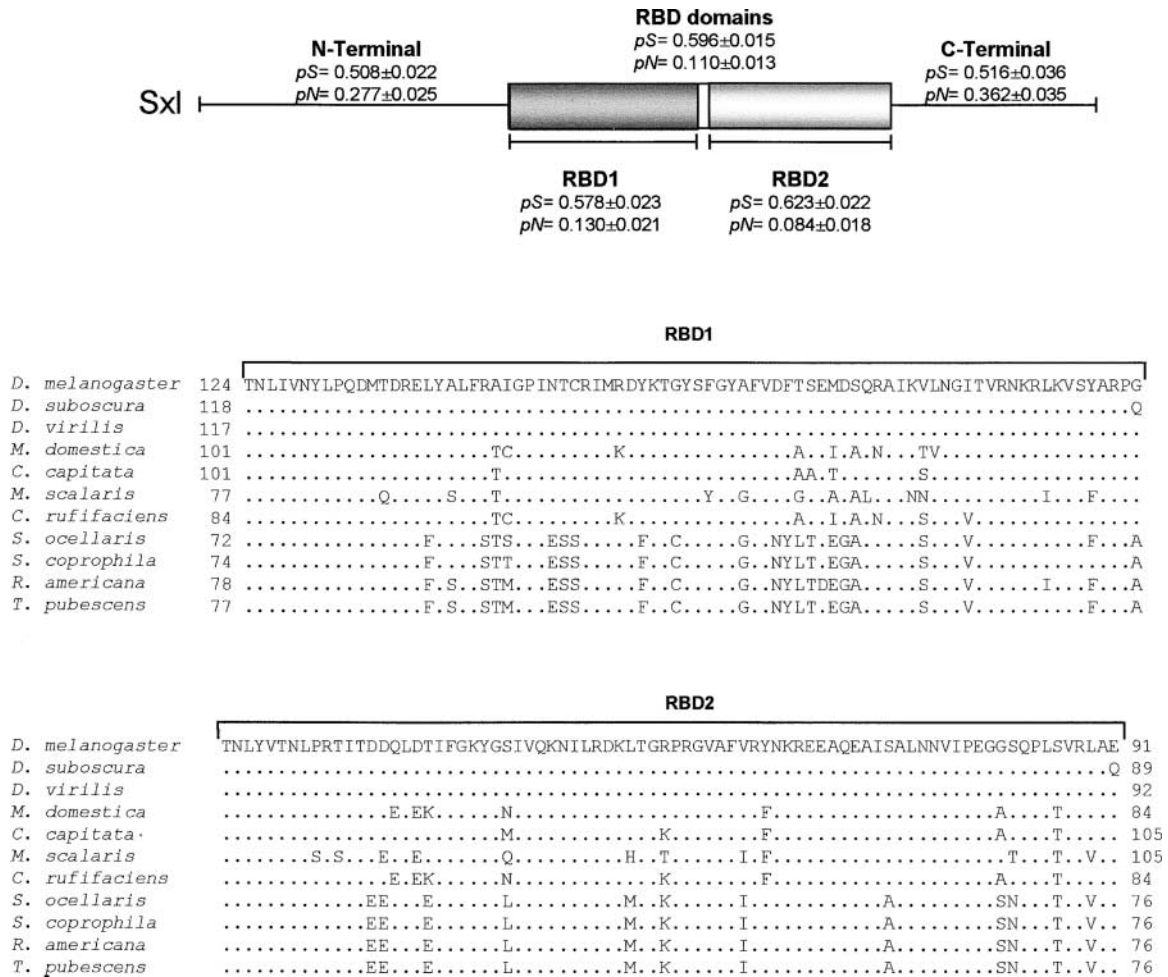 RBD domains
pS= 0.596±0.015
pN= 0.110±0.013
N-Terminal
pS= 0.508±0.022
pN= 0.277±0.025
C-Terminal
pS= 0.516±0.036
pN= 0.362±0.035
Sxl
RBD1
pS= 0.578±0.023
pN= 0.130±0.021
RBD2
pS= 0.623±0.022
pN= 0.084±0.018
RBD1
D. melanogaster 124 TNLIVNYLPQDMTDRELYALFRAIGPINTCRIMRDYKTGYSFGYAFVDFTSEMDSQRAIKVLNGITVRNKRLKVSYARPG
D. suboscura 118 ...............................................................................Q
D. virilis 117 ................................................................................
M. domestica 101 ......................TC.........K...............A..I.A.N...TV..................
C. capitata 101 ......................T..........................AA.T.......S...................
M. scalaris 77 ............Q.....S...T..................Y..G....G..A.AL...NN..........I...F....
C. rufifaciens 84 ......................TC.........K...............A..I.A.N...S...V...............
S. ocellaris 72 ................F....STS...ESS.....F..C.....G..NYLT.EGA.....S...V..........F...A
S. coprophila 74 ................F....STT...ESS.....F..C.....G..NYLT.EGA.....S...V..........F...A
R. americana 78 ................F.S..STM...ESS.....F..C.....G..NYLTDEGA.....S...V......I...F...A
T. pubescens 77 ................F.S..STM...ESS.....F..C.....G..NYLT.EGA.....S...V..........F...A
RBD2
D. melanogaster TNLYVTNLPRTITDDQLDTIFGKYGSIVQKNILRDKLTGRPRGVAFVRYNKREEAQEAISALNNVIPEGGSQPLSVRLAE 91
D. suboscura ...............................................................................Q 89
D. virilis ................................................................................ 92
M. domestica ...............E.EK......N......................F....................A....T..... 84
C. capitata· .........................M.............K........F....................A....T..... 105
M. scalaris ........S.S...E..E.......Q..........H..T......I.F.....................T...T..V.. 105
C. rufifaciens ...............E.EK......N.............K........F....................A....T..... 84
S. ocellaris .............EE...E......L..........M..K......I............A.........SN...T..V.. 76
S. coprophila .............EE...E......L..........M..K......I............A.........SN...T..V.. 76
R. americana .............EE...E......L..........M..K......I............A.........SN...T..V.. 76
T. pubescens .............EE...E......L..........M..K......I............A.........SN...T..V.. 76